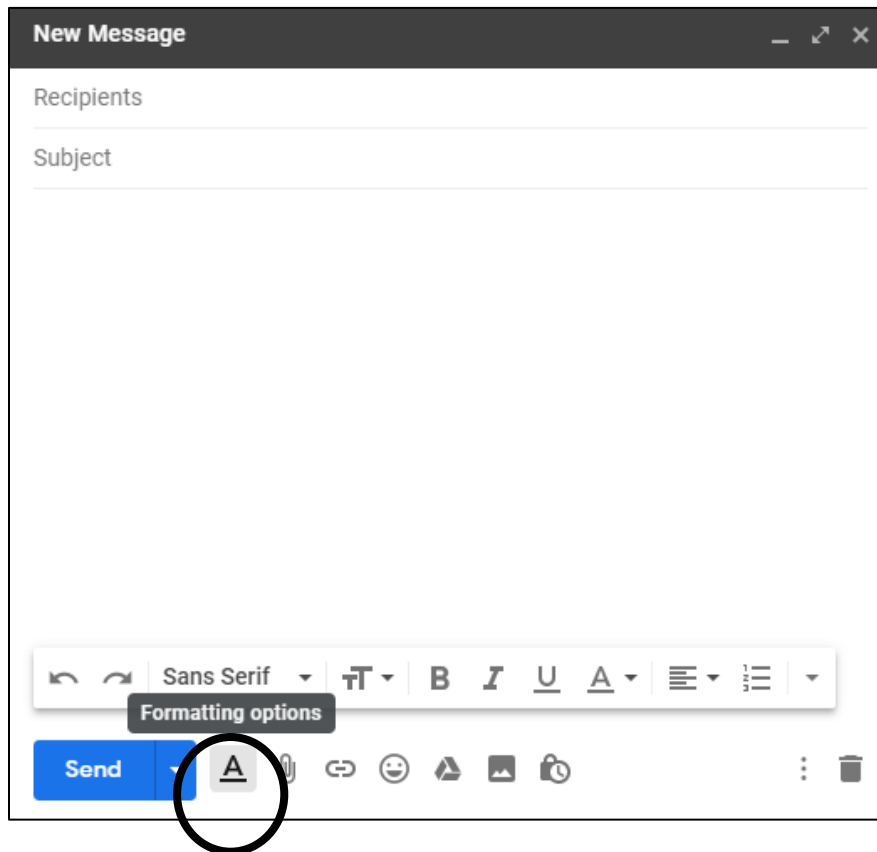 New Message
Recipients
Subject
Sans Serif
Formatting options
Send